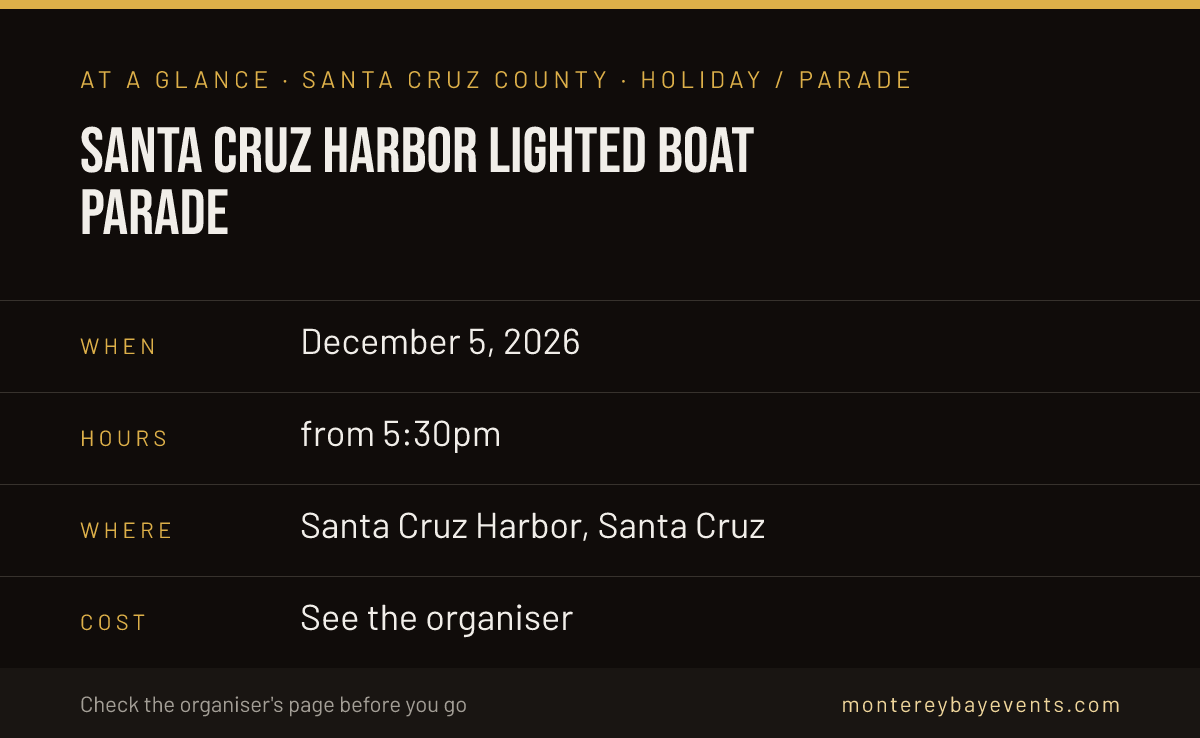 AT A GLANCE · SANTA CRUZ COUNTY · HOLIDAY / PARADE
SANTA CRUZ HARBOR LIGHTED BOAT
PARADE
WHEN December 5, 2026
HOURS from 5:30pm
WHERE Santa Cruz Harbor, Santa Cruz
COST See the organiser
Check the organiser's page before you go montereybayevents.com